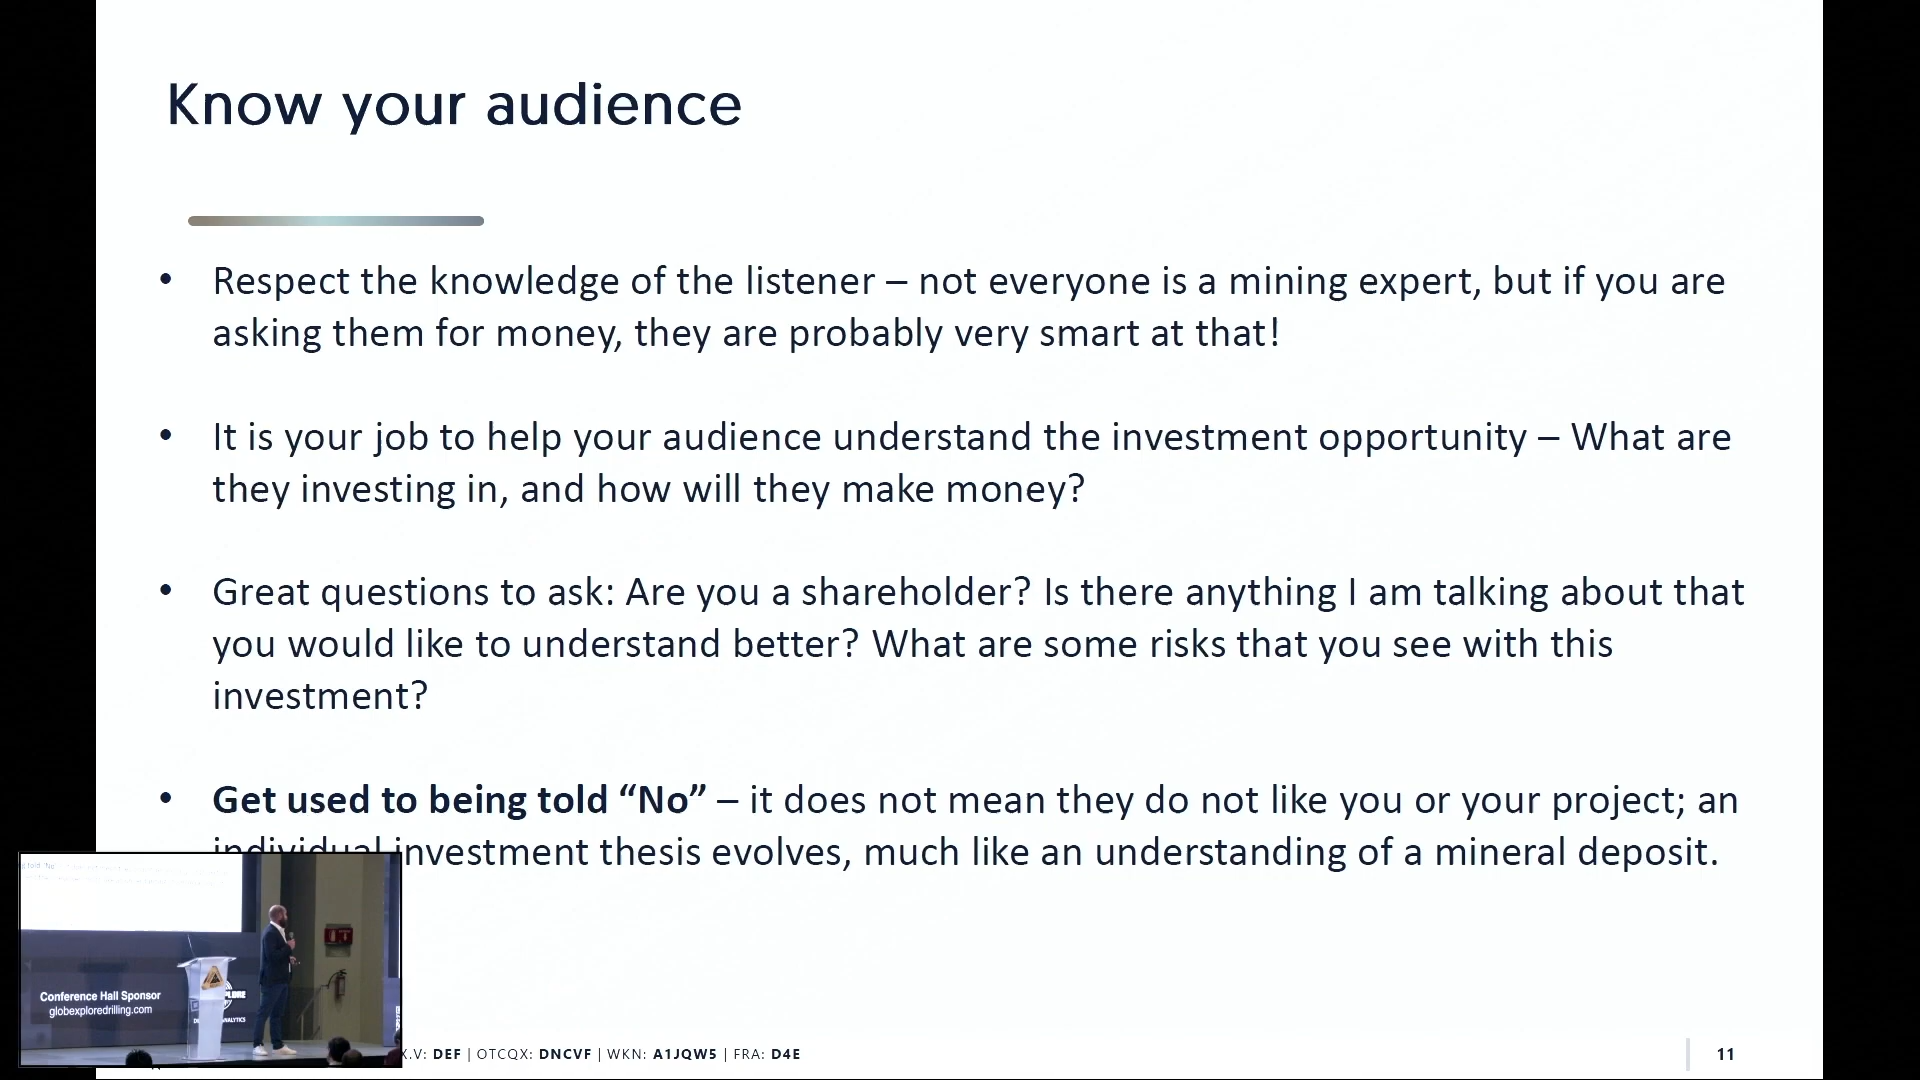 Know your audience
• Respect the knowledge of the listener – not everyone is a mining expert, but if you are
asking them for money, they are probably very smart at that!
• It is your job to help your audience understand the investment opportunity – What are
they investing in, and how will they make money?
• Great questions to ask: Are you a shareholder? Is there anything I am talking about that
you would like to understand better? What are some risks that you see with this
investment?
• Get used to being told “No” – it does not mean they do not like you or your project; an
individual investment thesis evolves, much like an understanding of a mineral deposit.
Conference Hall Sponsor
globexploredrilling.com
X.V: DEF | OTCQX: DNCVF | WKN: A1JQW5 | FRA: D4E
11